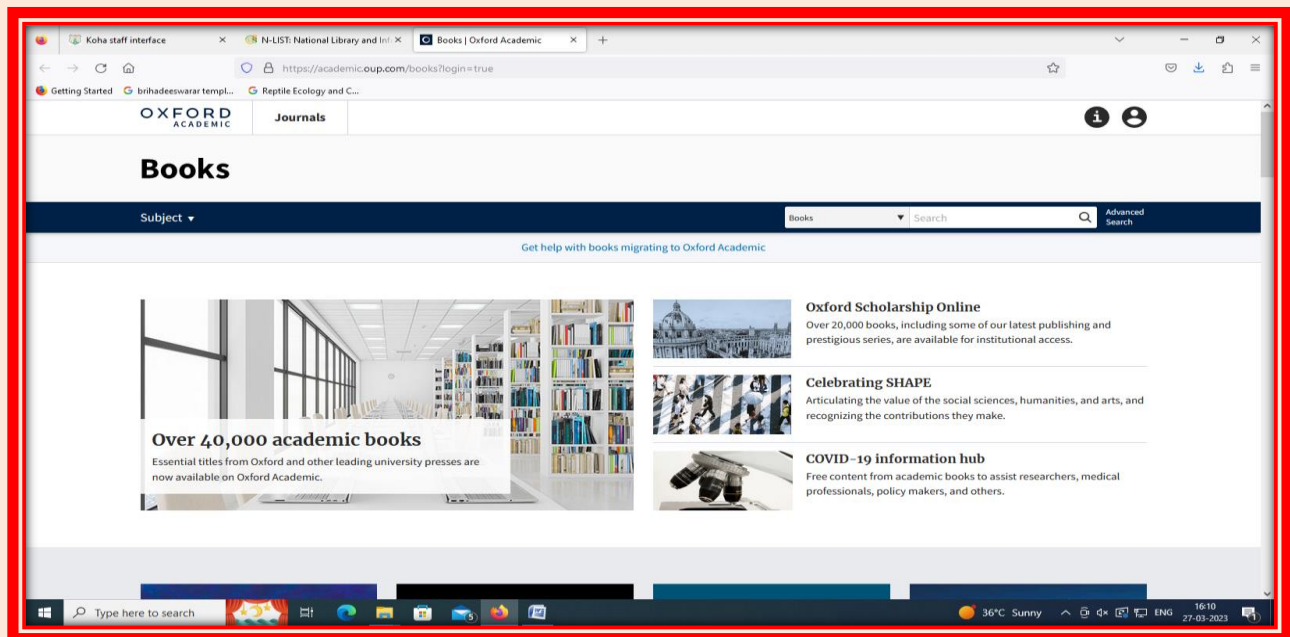 Koha staff interface
N-LIST: National Library and Inf
Books | Oxford Academic
https://academic.oup.com/books?login=true
Getting Started
brihadeeswarar templ...
Reptile Ecology and C...
OXFORD
ACADEMIC
Journals
Books
Subject
Books
Search
Advanced
Search
Get help with books migrating to Oxford Academic
Over 40,000 academic books
Essential titles from Oxford and other leading university presses are
now available on Oxford Academic.
Oxford Scholarship Online
Over 20,000 books, including some of our latest publishing and
prestigious series, are available for institutional access.
Celebrating SHAPE
Articulating the value of the social sciences, humanities, and arts, and
recognizing the contributions they make.
COVID-19 information hub
Free content from academic books to assist researchers, medical
professionals, policy makers, and others.
Type here to search
5
36°C Sunny
ENG
16:10
27-03-2023
1